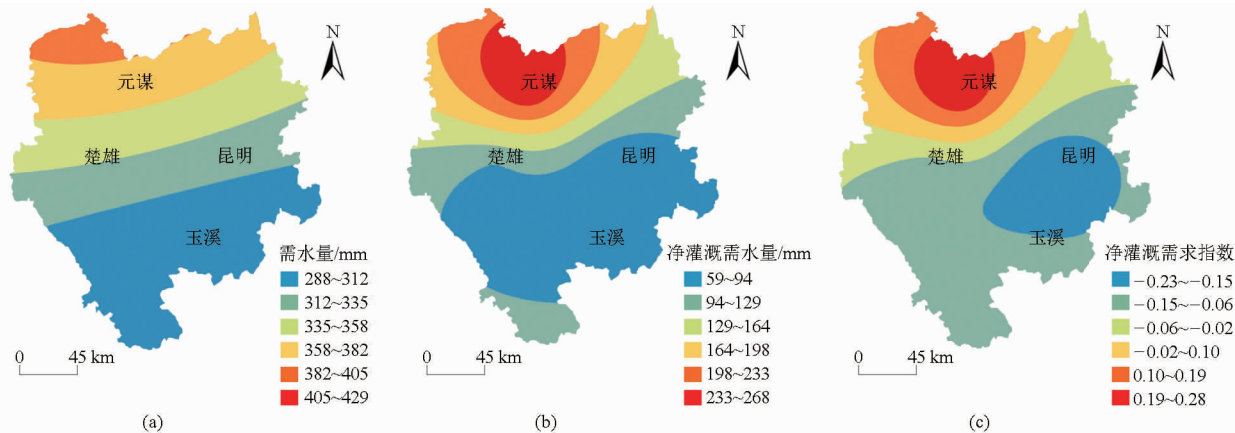 N
元谋
楚雄
昆明
玉溪
需水量/mm
288~312
312~335
335~358
358~382
382~405
405~429
0 45 km
(a)
N
元谋
楚雄
昆明
玉溪
净灌溉需水量/mm
59~94
94~129
129~164
164~198
198~233
233~268
0 45 km
(b)
N
元谋
楚雄
昆明
玉溪
净灌溉需求指数
−0.23~−0.15
−0.15~−0.06
−0.06~−0.02
−0.02~0.10
0.10~0.19
0.19~0.28
0 45 km
(c)